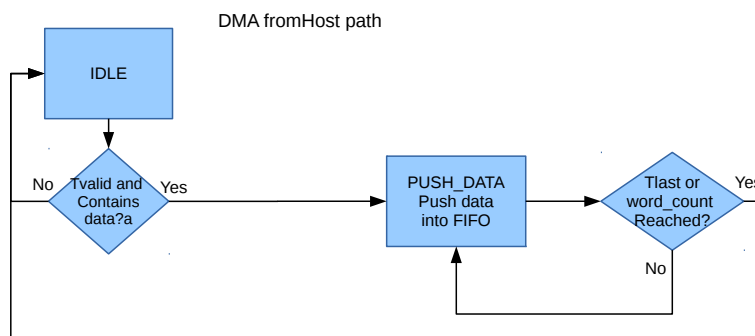 DMA fromHost path
IDLE
No
Tvalid and
Contains
data?a
Yes
PUSH_DATA
Push data
into FIFO
Tlast or
word_count
Reached?
Yes
No